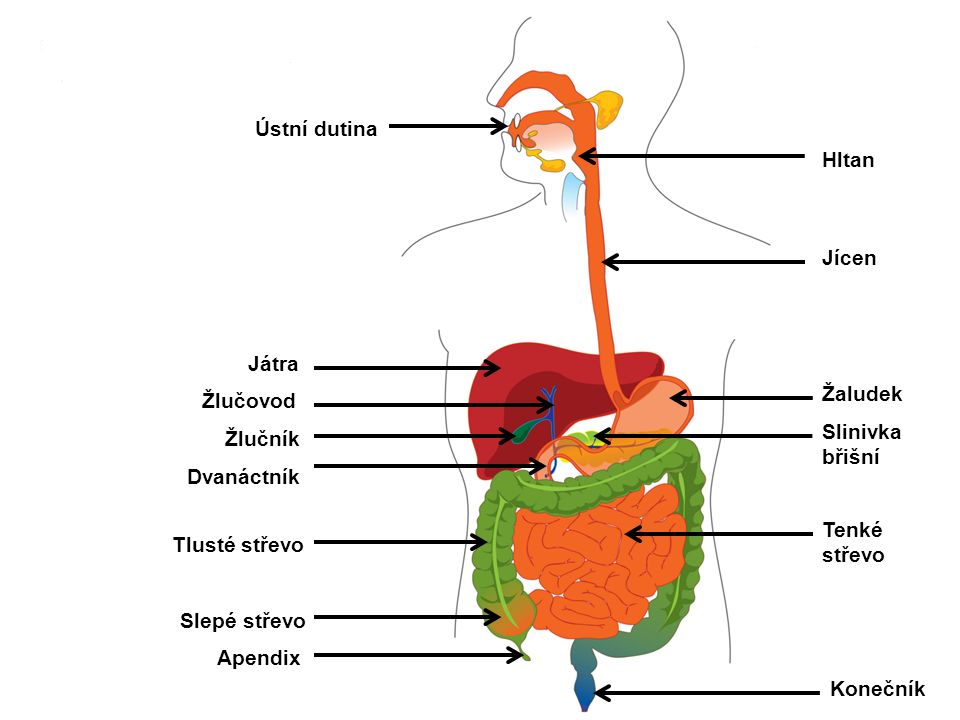 Ústní dutina
Hltan
Jícen
Játra
Žlučovod
Žlučník
Dvanáctník
Tlusté střevo
Slepé střevo
Apendix
Žaludek
Slinivka
břišní
Tenké
střevo
Konečník